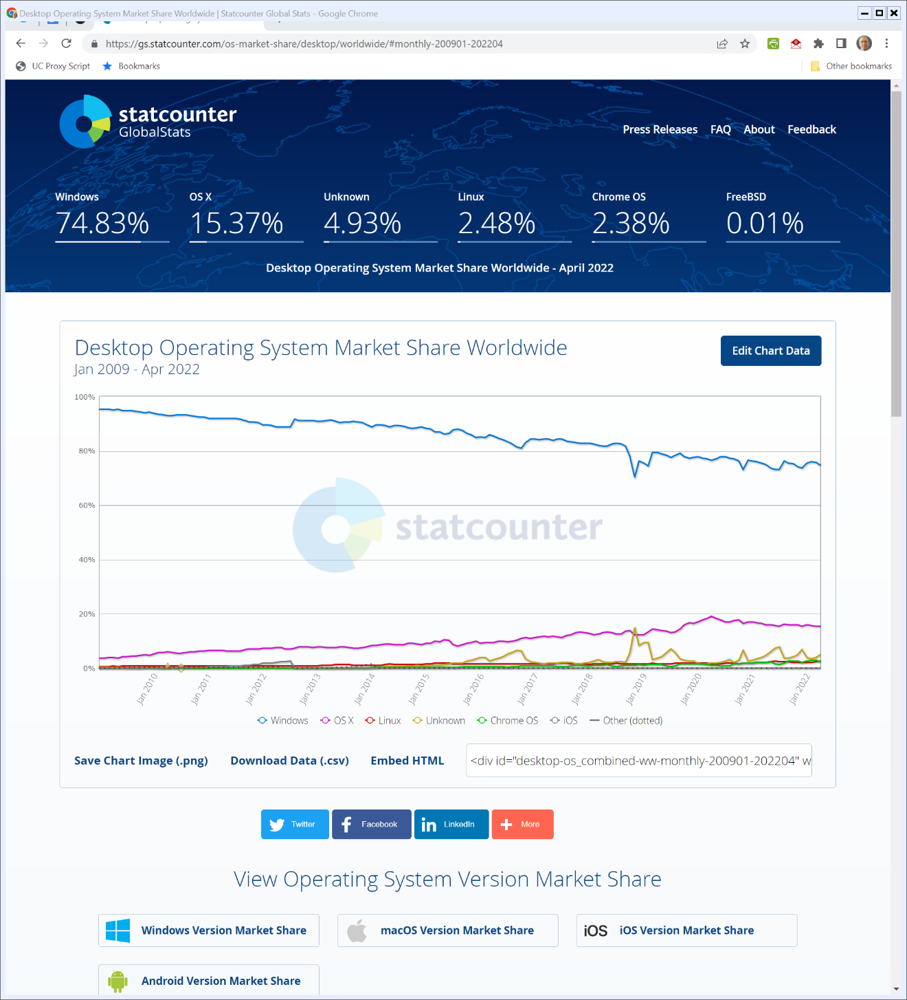 Desktop Operating System Market Share Worldwide | Statcounter Global Stats - Google Chrome
https://gs.statcounter.com/os-market-share/desktop/worldwide/#monthly-200901-202204
UC Proxy Script
Bookmarks
Other bookmarks
statcounter
GlobalStats
Press Releases
FAQ
About
Feedback
Windows
OS X
Unknown
Linux
Chrome OS
FreeBSD
74.83%
15.37%
4.93%
2.48%
2.38%
0.01%
Desktop Operating System Market Share Worldwide - April 2022
Desktop Operating System Market Share Worldwide
Jan 2009 - Apr 2022
Edit Chart Data
100%
80%
60%
statcounter
40%
20%
0%
Jan 2010
Jan 2011
Jan 2012
Jan 2013
Jan 2014
Jan 2015
Jan 2016
Jan 2017
Jan 2018
Jan 2019
Jan 2020
Jan 2021
Jan 2022
Windows
OS X
Linux
Unknown
Chrome OS
iOS
Other (dotted)
Save Chart Image (.png)
Download Data (.csv)
Embed HTML
<div id="desktop-os_combined-ww-monthly-200901-202204" w
Twitter
Facebook
in
LinkedIn
More
View Operating System Version Market Share
Windows Version Market Share
macOS Version Market Share
iOS
iOS Version Market Share
Android Version Market Share